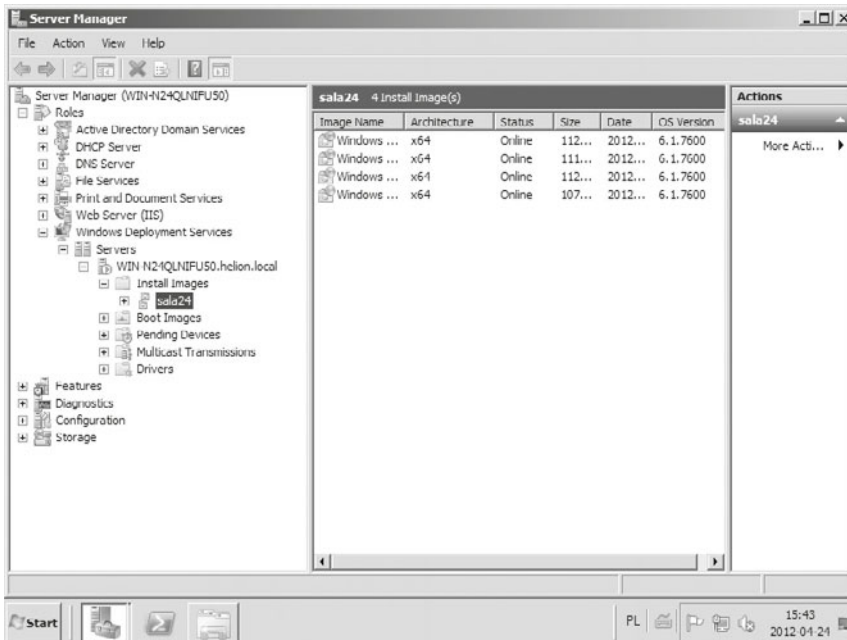 Server Manager
File Action View Help
Server Manager (WIN-N24QLNIFU50)
Roles
Active Directory Domain Services
DHCP Server
DNS Server
File Services
Print and Document Services
Web Server (IIS)
Windows Deployment Services
Servers
WIN-N24QLNIFU50.helion.local
Install Images
sala24
Boot Images
Pending Devices
Multicast Transmissions
Drivers
Features
Diagnostics
Configuration
Storage
sala24 4 Install Image(s)
Image Name Architecture Status Size Date OS Version
Windows ... x64 Online 112... 2012... 6.1.7600
Windows ... x64 Online 111... 2012... 6.1.7600
Windows ... x64 Online 112... 2012... 6.1.7600
Windows ... x64 Online 107... 2012... 6.1.7600
Actions
sala24
More Acti...
Start
PL
15:43
2012-04-24